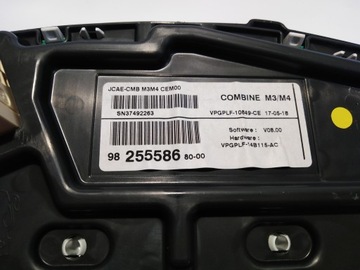 JCAE-CMB M3M4 CEM00
COMBINE M3/M4
SN37492263
VPGPLF-10849-CE 17-05-16
Software : V08.00
Hardware :
VPGPLF-14B115-AC
98 255586 80-00